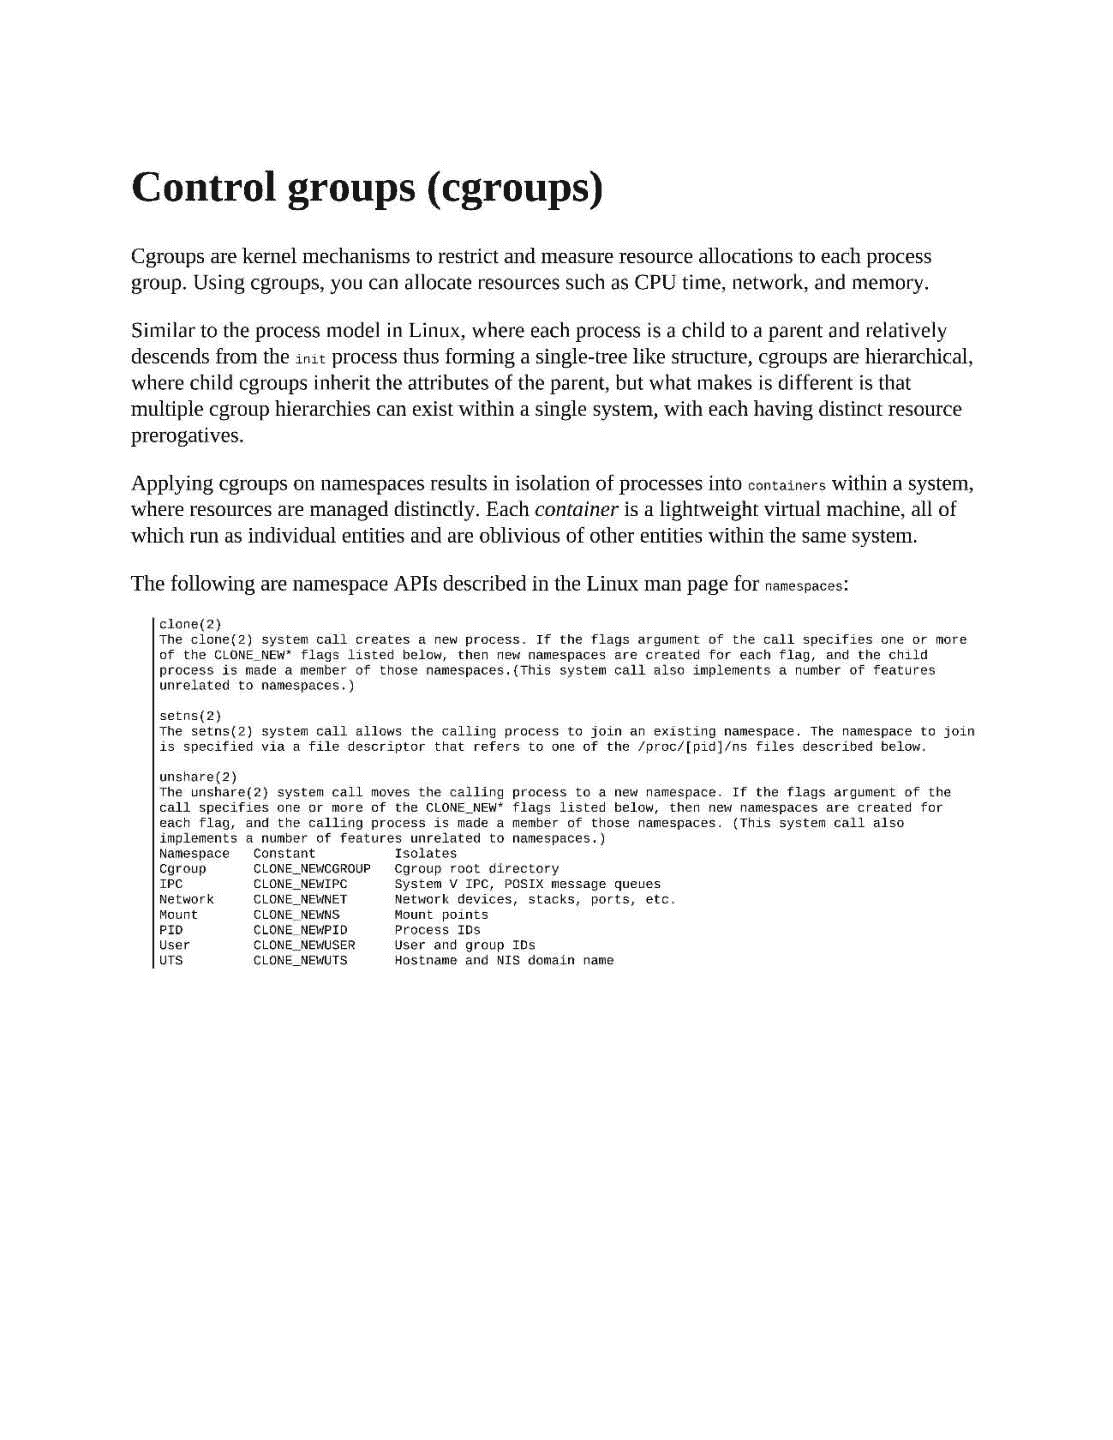 Control groups (cgroups)
Cgroups are kernel mechanisms to restrict and measure resource allocations to each process
group. Using cgroups, you can allocate resources such as CPU time, network, and memory.
Similar to the process model in Linux, where each process is a child to a parent and relatively
descends from the init process thus forming a single-tree like structure, cgroups are hierarchical,
where child cgroups inherit the attributes of the parent, but what makes is different is that
multiple cgroup hierarchies can exist within a single system, with each having distinct resource
prerogatives.
Applying cgroups on namespaces results in isolation of processes into containers within a system,
where resources are managed distinctly. Each container is a lightweight virtual machine, all of
which run as individual entities and are oblivious of other entities within the same system.
The following are namespace APIs described in the Linux man page for namespaces:
clone(2)
The clone(2) system call creates a new process. If the flags argument of the call specifies one or more
of the CLONE_NEW* flags listed below, then new namespaces are created for each flag, and the child
process is made a member of those namespaces.(This system call also implements a number of features
unrelated to namespaces.)
setns(2)
The setns(2) system call allows the calling process to join an existing namespace. The namespace to join
is specified via a file descriptor that refers to one of the /proc/[pid]/ns files described below.
unshare(2)
The unshare(2) system call moves the calling process to a new namespace. If the flags argument of the
call specifies one or more of the CLONE_NEW* flags listed below, then new namespaces are created for
each flag, and the calling process is made a member of those namespaces. (This system call also
implements a number of features unrelated to namespaces.)
Namespace Constant Isolates
Cgroup CLONE_NEWCGROUP Cgroup root directory
IPC CLONE_NEWIPC System V IPC, POSIX message queues
Network CLONE_NEWNET Network devices, stacks, ports, etc.
Mount CLONE_NEWNS Mount points
PID CLONE_NEWPID Process IDs
User CLONE_NEWUSER User and group IDs
UTS CLONE_NEWUTS Hostname and NIS domain name